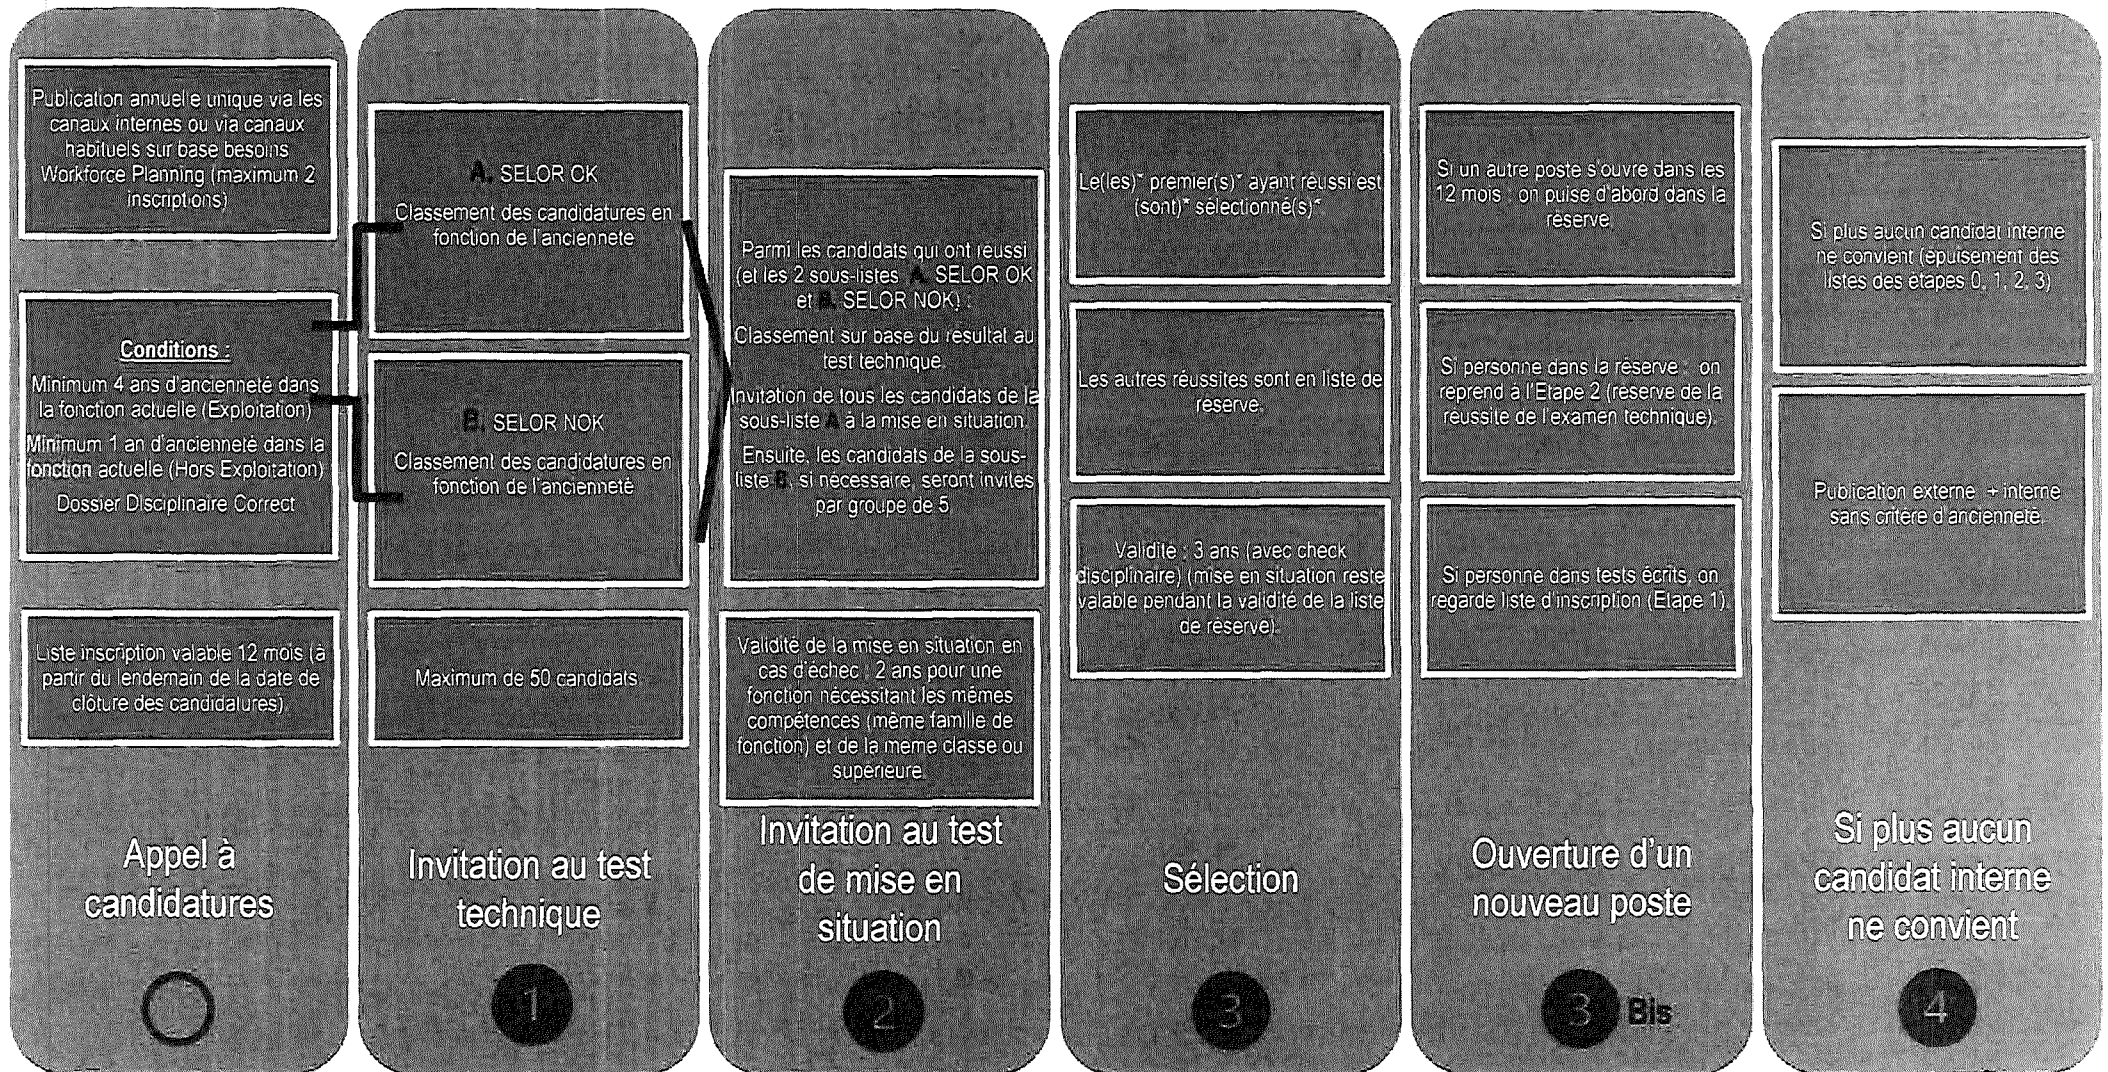 Publication annuelle unique via les
canaux internes ou via canaux
habituels sur base besoins
Workforce Planning (maximum 2
inscriptions)
Conditions :
Minimum 4 ans d'ancienneté dans
la fonction actuelle (Exploitation)
Minimum 1 an d'ancienneté dans la
fonction actuelle (Hors Exploitation)
Dossier Disciplinaire Correct
Liste inscription valable 12 mois (à
partir du lendemain de la date de
clôture des candidatures)
Appel à
candidatures
0
A. SELOR OK
Classement des candidatures en
fonction de l'ancienneté
B. SELOR NOK
Classement des candidatures en
fonction de l'ancienneté
Maximum de 50 candidats
Invitation au test
technique
1
Parmi les candidats qui ont réussi
(et les 2 sous-listes A. SELOR OK
et B. SELOR NOK) :
Classement sur base du résultat au
test technique.
Invitation de tous les candidats de la
sous-liste A à la mise en situation.
Ensuite, les candidats de la sous-
liste B, si nécessaire, seront invités
par groupe de 5
Validité de la mise en situation en
cas d'échec : 2 ans pour une
fonction nécessitant les mêmes
compétences (même famille de
fonction) et de la même classe ou
supérieure.
Invitation au test
de mise en
situation
2
Le(les)* premier(s)* ayant réussi est
(sont)* sélectionné(s)*
Les autres réussites sont en liste de
réserve.
Validité : 3 ans (avec check
disciplinaire) (mise en situation reste
valable pendant la validité de la liste
de réserve).
Sélection
3
Si un autre poste s'ouvre dans les
12 mois : on puise d'abord dans la
réserve.
Si personne dans la réserve : on
reprend à l'Etape 2 (réserve de la
réussite de l'examen technique).
Si personne dans tests écrits, on
regarde liste d'inscription (Etape 1).
Ouverture d'un
nouveau poste
3 Bis
Si plus aucun candidat interne
ne convient (épuisement des
listes des étapes 0, 1, 2, 3)
Publication externe + interne
sans critère d'ancienneté.
Si plus aucun
candidat interne
ne convient
4